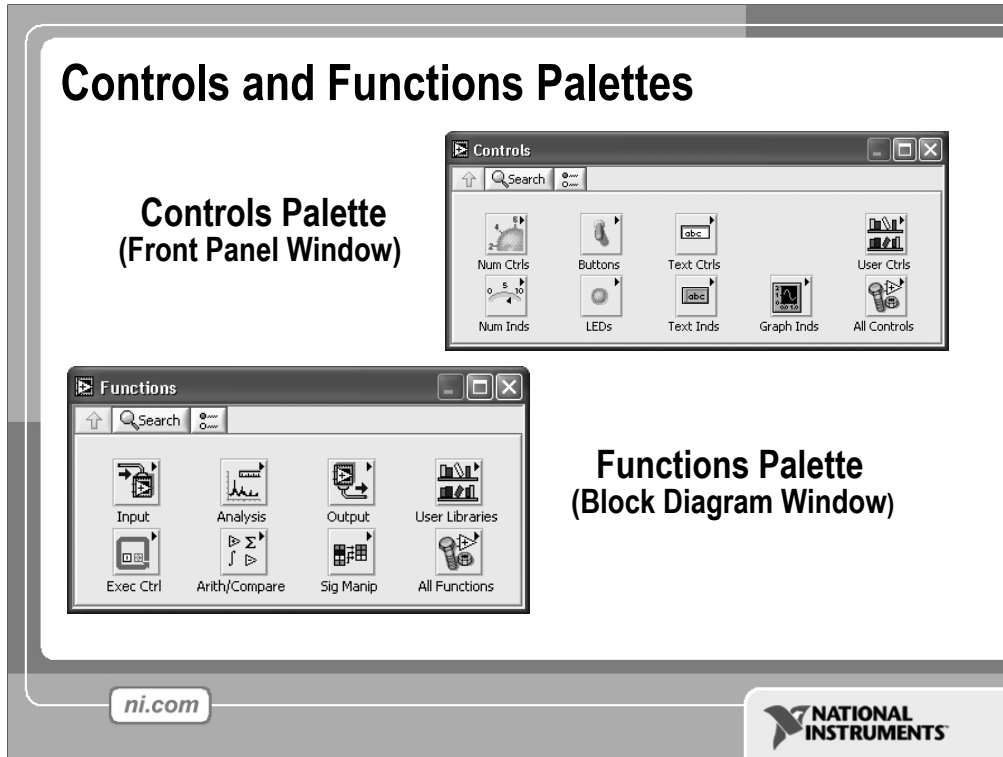 Controls and Functions Palettes
Controls Palette
(Front Panel Window)
Controls
Search
Num Ctrls
Buttons
Text Ctrls
User Ctrls
Num Inds
LEDs
Text Inds
Graph Inds
All Controls
Functions
Search
Input
Analysis
Output
User Libraries
Exec Ctrl
Arith/Compare
Sig Manip
All Functions
Functions Palette
(Block Diagram Window)
ni.com
NATIONAL
INSTRUMENTS